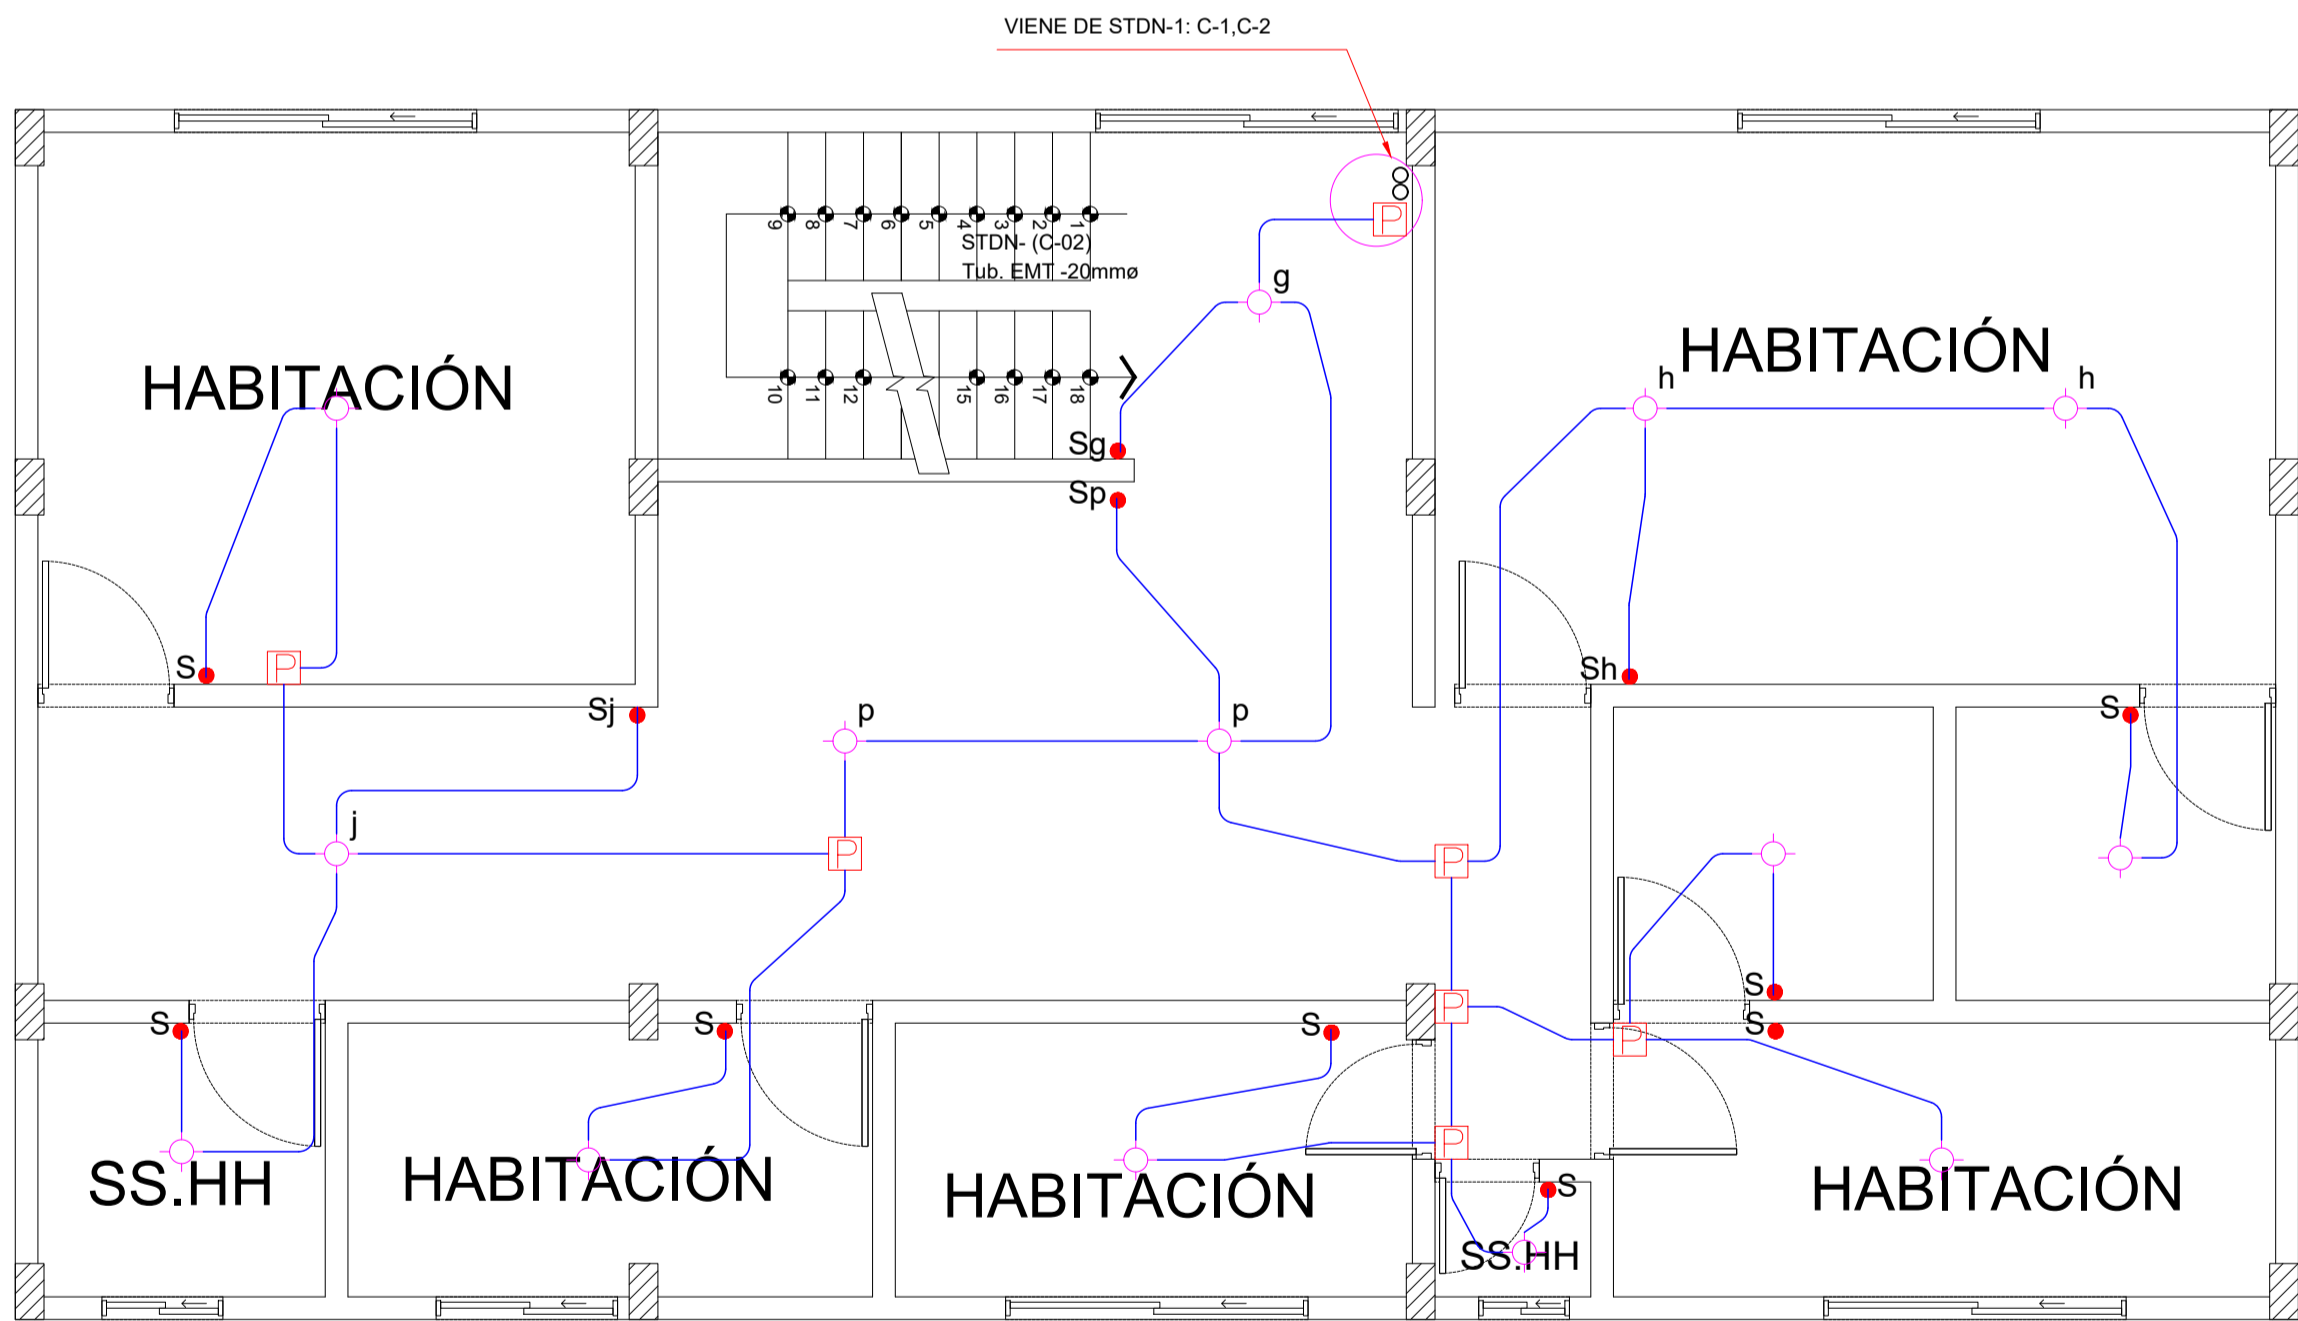 VIENE DE STDN-1: C-1,C-2
P
9 8 7 6 5 4 3 2 1
STDN- (C-02)
Tub. EMT -20mmø
g
HABITACIÓN
HABITACIÓN
h
h
10 11 12 15 16 17 18
Sg
Sp
S
P
Sh
Sj
p
p
S
j
P
P
S
P
S
S
S
S
P
P
P
SS.HH
HABITACIÓN
HABITACIÓN
S
HABITACIÓN
SS.HH